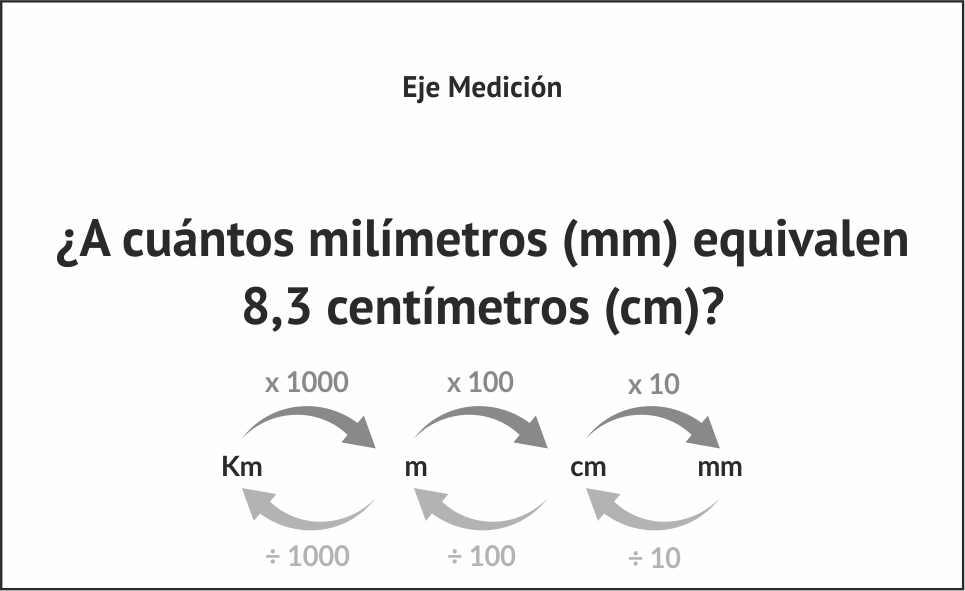 Eje Medición
¿A cuántos milímetros (mm) equivalen
8,3 centímetros (cm)?
x 1000 x 100 x 10
Km m cm mm
÷ 1000 ÷ 100 ÷ 10